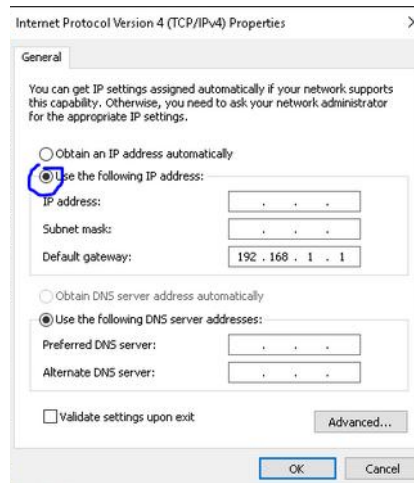 Internet Protocol Version 4 (TCP/IPv4) Properties
General
You can get IP settings assigned automatically if your network supports
this capability. Otherwise, you need to ask your network administrator
for the appropriate IP settings.
Obtain an IP address automatically
Use the following IP address:
IP address:
Subnet mask:
Default gateway: 192 . 168 . 1 . 1
Obtain DNS server address automatically
Use the following DNS server addresses:
Preferred DNS server:
Alternate DNS server:
Validate settings upon exit
Advanced...
OK Cancel